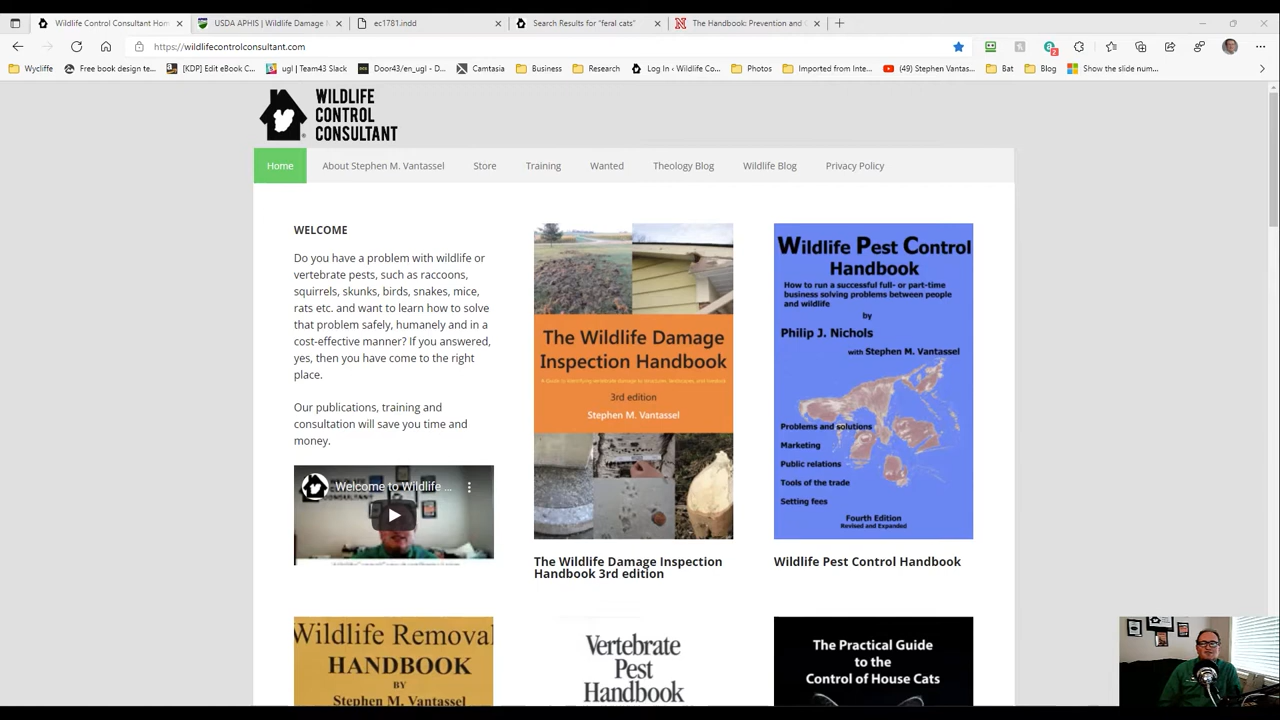 Wildlife Control Consultant Hom
USDA APHIS | Wildlife Damage
ec1781.indd
Search Results for "feral cats"
The Handbook: Prevention and C
https://wildlifecontrolconsultant.com
2
Wycliffe
Free book design te...
[KDP] Edit eBook C...
ugl | Team43 Slack
Door43/en_ugl - D...
Camtasia
Business
Research
Log In ‹ Wildlife Co...
Photos
Imported from Inte...
(49) Stephen Vantas...
Bat
Blog
Show the slide num...
WILDLIFE
CONTROL
CONSULTANT
Home
About Stephen M. Vantassel
Store
Training
Wanted
Theology Blog
Wildlife Blog
Privacy Policy
WELCOME
Do you have a problem with wildlife or
vertebrate pests, such as raccoons,
squirrels, skunks, birds, snakes, mice,
rats etc. and want to learn how to solve
that problem safely, humanely and in a
cost-effective manner? If you answered,
yes, then you have come to the right
place.
Our publications, training and
consultation will save you time and
money.
Welcome to Wildlife ...
The Wildlife Damage
Inspection Handbook
A Guide to Identifying vertebrate damage to structures, landscapes, and livestock
3rd edition
Stephen M. Vantassel
The Wildlife Damage Inspection
Handbook 3rd edition
Wildlife Pest Control
Handbook
How to run a successful full- or part-time
business solving problems between people
and wildlife
by
Philip J. Nichols
with Stephen M. Vantassel
Problems and solutions
Marketing
Public relations
Tools of the trade
Setting fees
Fourth Edition
Revised and Expanded
Wildlife Pest Control Handbook
Wildlife Removal
HANDBOOK
BY
Stephen M. Vantassel
Vertebrate
Pest
Handbook
The Practical Guide
to the
Control of House Cats